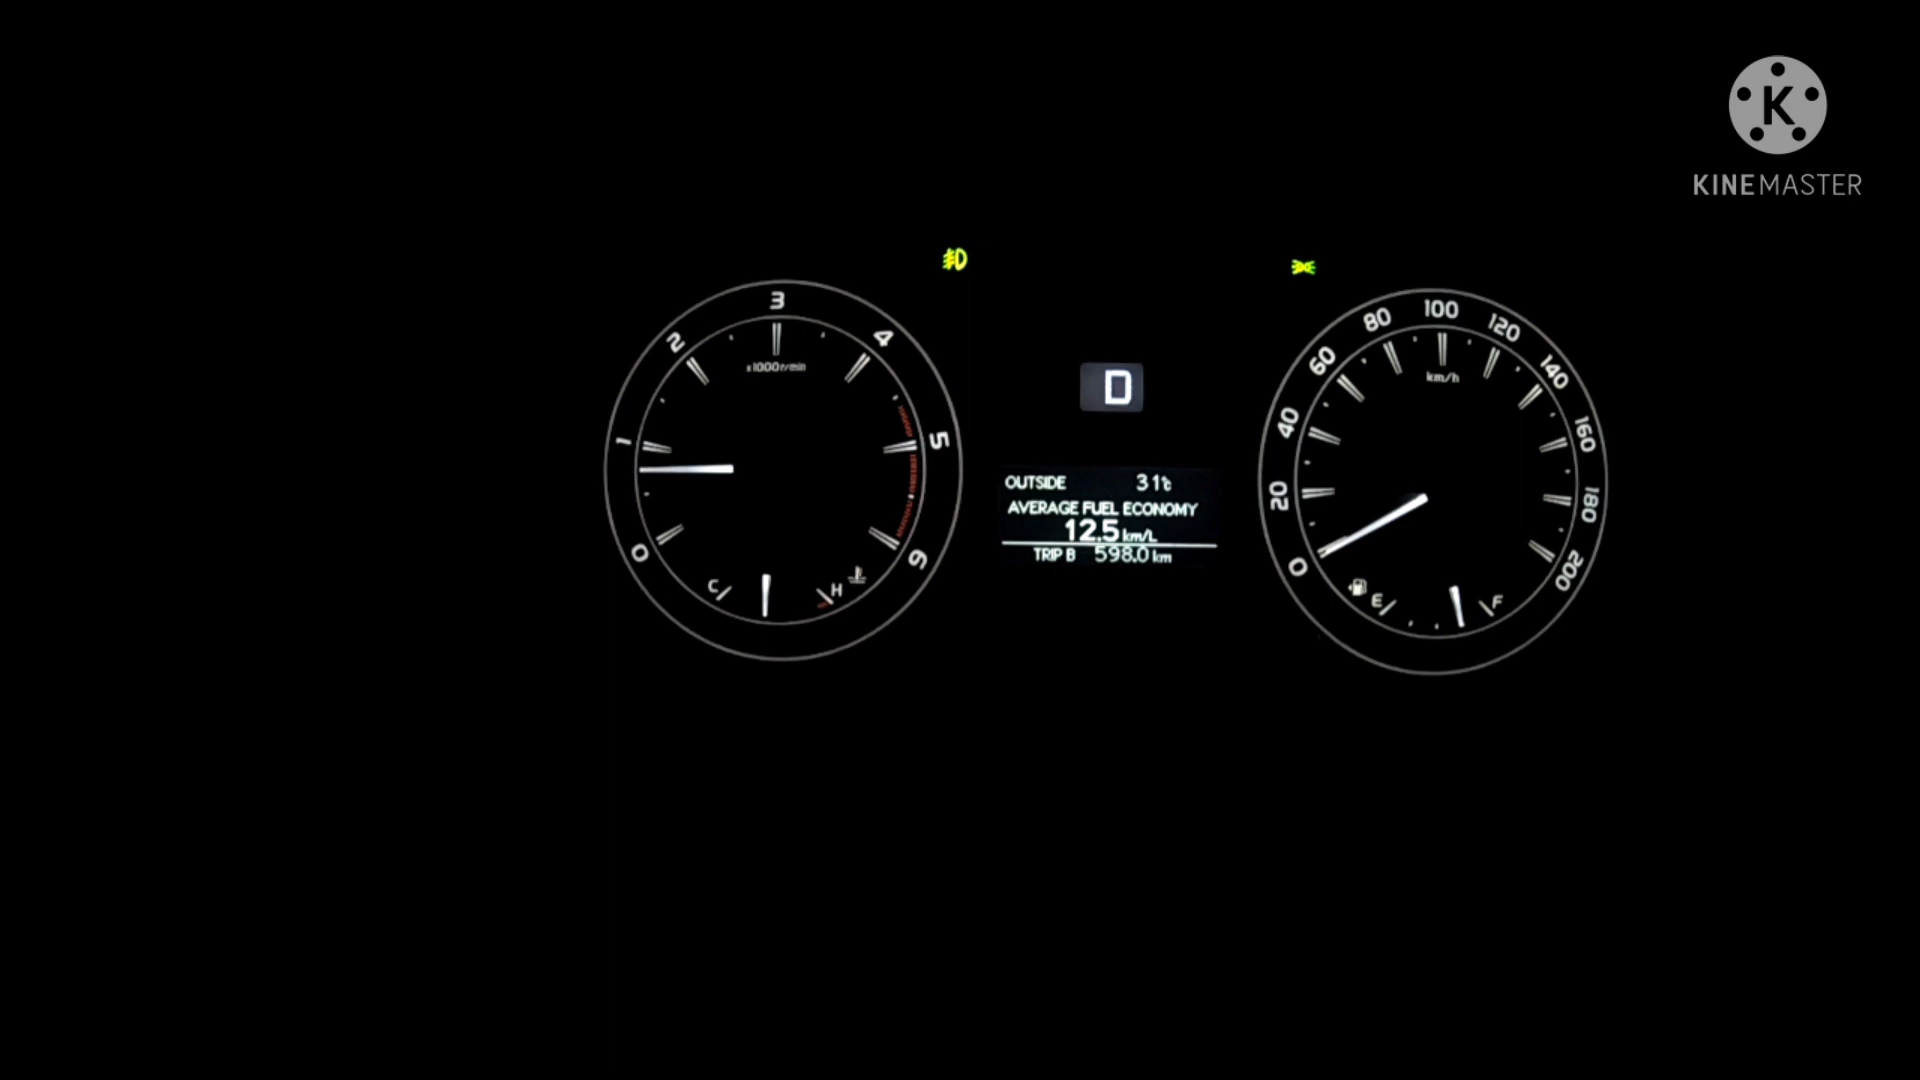 K
KINEMASTER
3
2
4
x1000r/min
1
5
0
6
C
H
D
OUTSIDE 31℃
AVERAGE FUEL ECONOMY
12.5 km/L
TRIP B 598.0 km
100
80
120
km/h
60
140
40
160
20
180
0
200
E
F